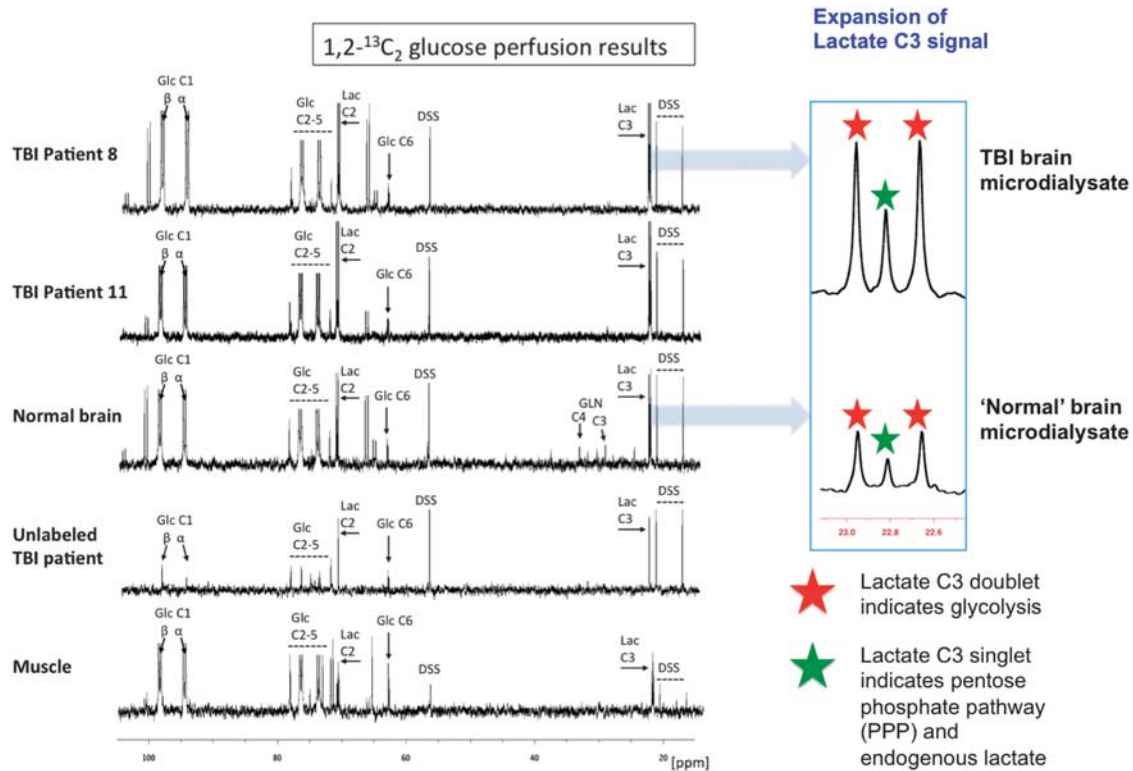 1,2-¹³C₂ glucose perfusion results
Expansion of
Lactate C3 signal
TBI Patient 8
Glc C1
β α
Glc
C2-5
Lac
C2
Glc C6
DSS
Lac
C3
DSS
TBI Patient 11
Glc C1
β α
Glc
C2-5
Lac
C2
Glc C6
DSS
Lac
C3
DSS
Normal brain
Glc C1
β α
Glc
C2-5
Lac
C2
Glc C6
DSS
GLN
C4 C3
Lac
C3
DSS
Unlabeled
TBI patient
Glc C1
β α
Glc
C2-5
Lac
C2
Glc C6
DSS
Lac
C3
DSS
Muscle
Glc C1
β α
Glc
C2-5
Lac
C2
Glc C6
DSS
Lac
C3
DSS
100 80 60 40 20 [ppm]
TBI brain
microdialysate
'Normal' brain
microdialysate
23.0 22.8 22.6
Lactate C3 doublet
indicates glycolysis
Lactate C3 singlet
indicates pentose
phosphate pathway
(PPP) and
endogenous lactate